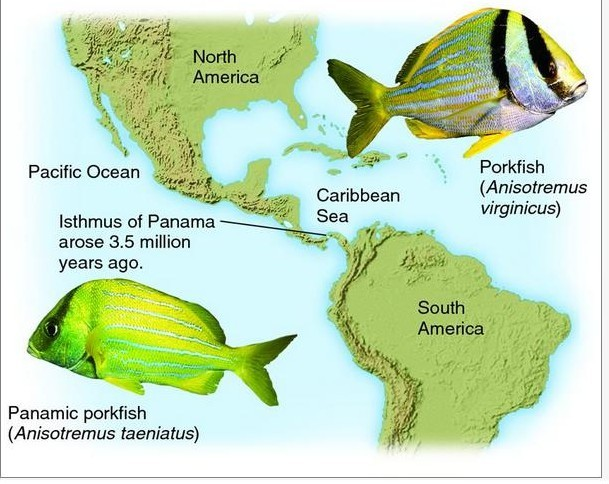 North
America
Pacific Ocean
Porkfish
(Anisotremus
virginicus)
Caribbean
Sea
Isthmus of Panama
arose 3.5 million
years ago.
South
America
Panamic porkfish
(Anisotremus taeniatus)